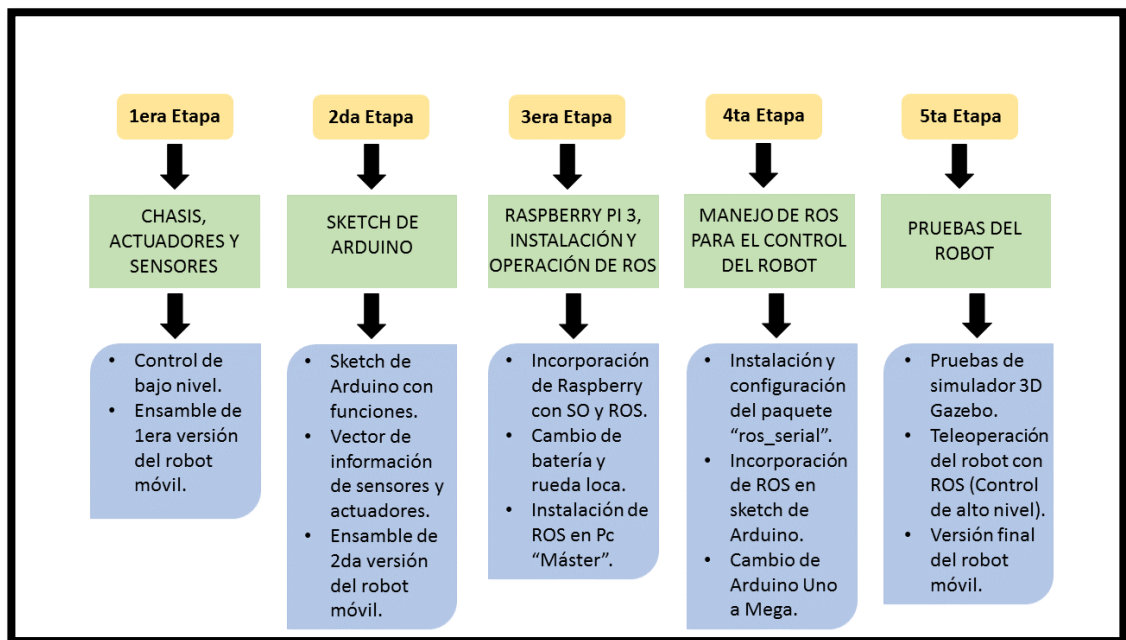 1era Etapa
CHASIS,
ACTUADORES Y
SENSORES
• Control de
bajo nivel.
• Ensamble de
1era versión
del robot
móvil.
2da Etapa
SKETCH DE
ARDUINO
• Sketch de
Arduino con
funciones.
• Vector de
información
de sensores y
actuadores.
• Ensamble de
2da versión
del robot
móvil.
3era Etapa
RASPBERRY PI 3,
INSTALACIÓN Y
OPERACIÓN DE ROS
• Incorporación
de Raspberry
con SO y ROS.
• Cambio de
batería y
rueda loca.
• Instalación de
ROS en Pc
“Máster”.
4ta Etapa
MANEJO DE ROS
PARA EL CONTROL
DEL ROBOT
• Instalación y
configuración
del paquete
“ros_serial”.
• Incorporación
de ROS en
sketch de
Arduino.
• Cambio de
Arduino Uno
a Mega.
5ta Etapa
PRUEBAS DEL
ROBOT
• Pruebas de
simulador 3D
Gazebo.
• Teleoperación
del robot con
ROS (Control
de alto nivel).
• Versión final
del robot
móvil.